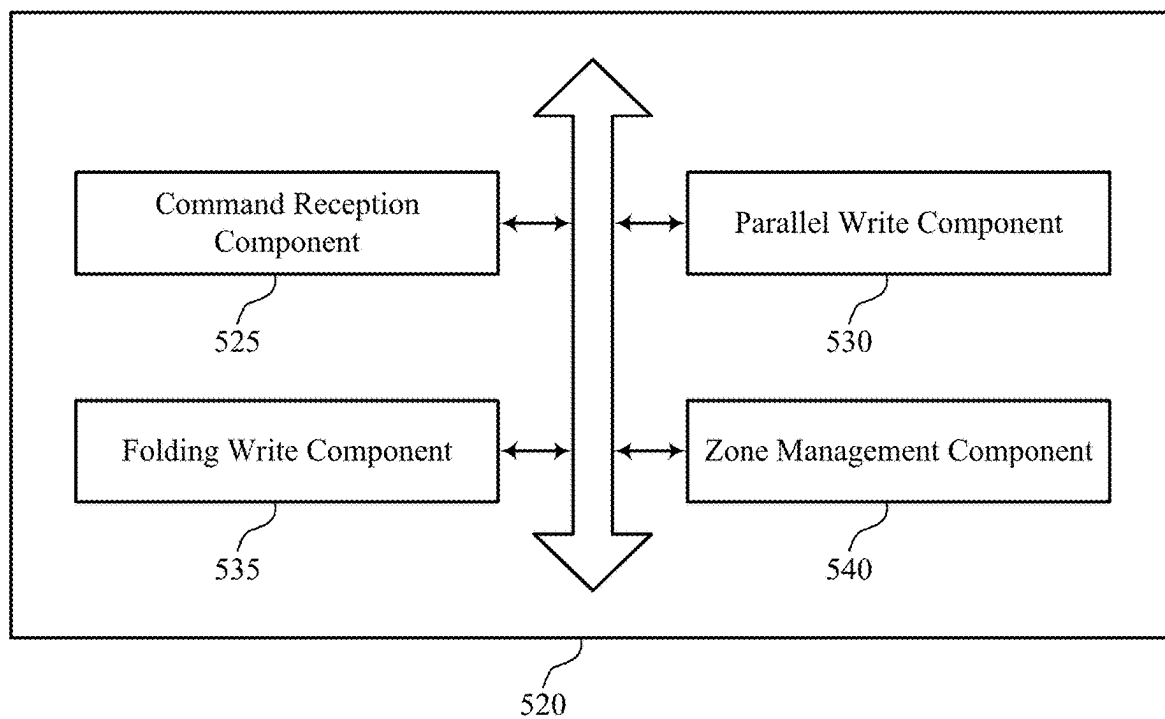 Command Reception
Component
Parallel Write Component
525
530
Folding Write Component
Zone Management Component
535
540
520